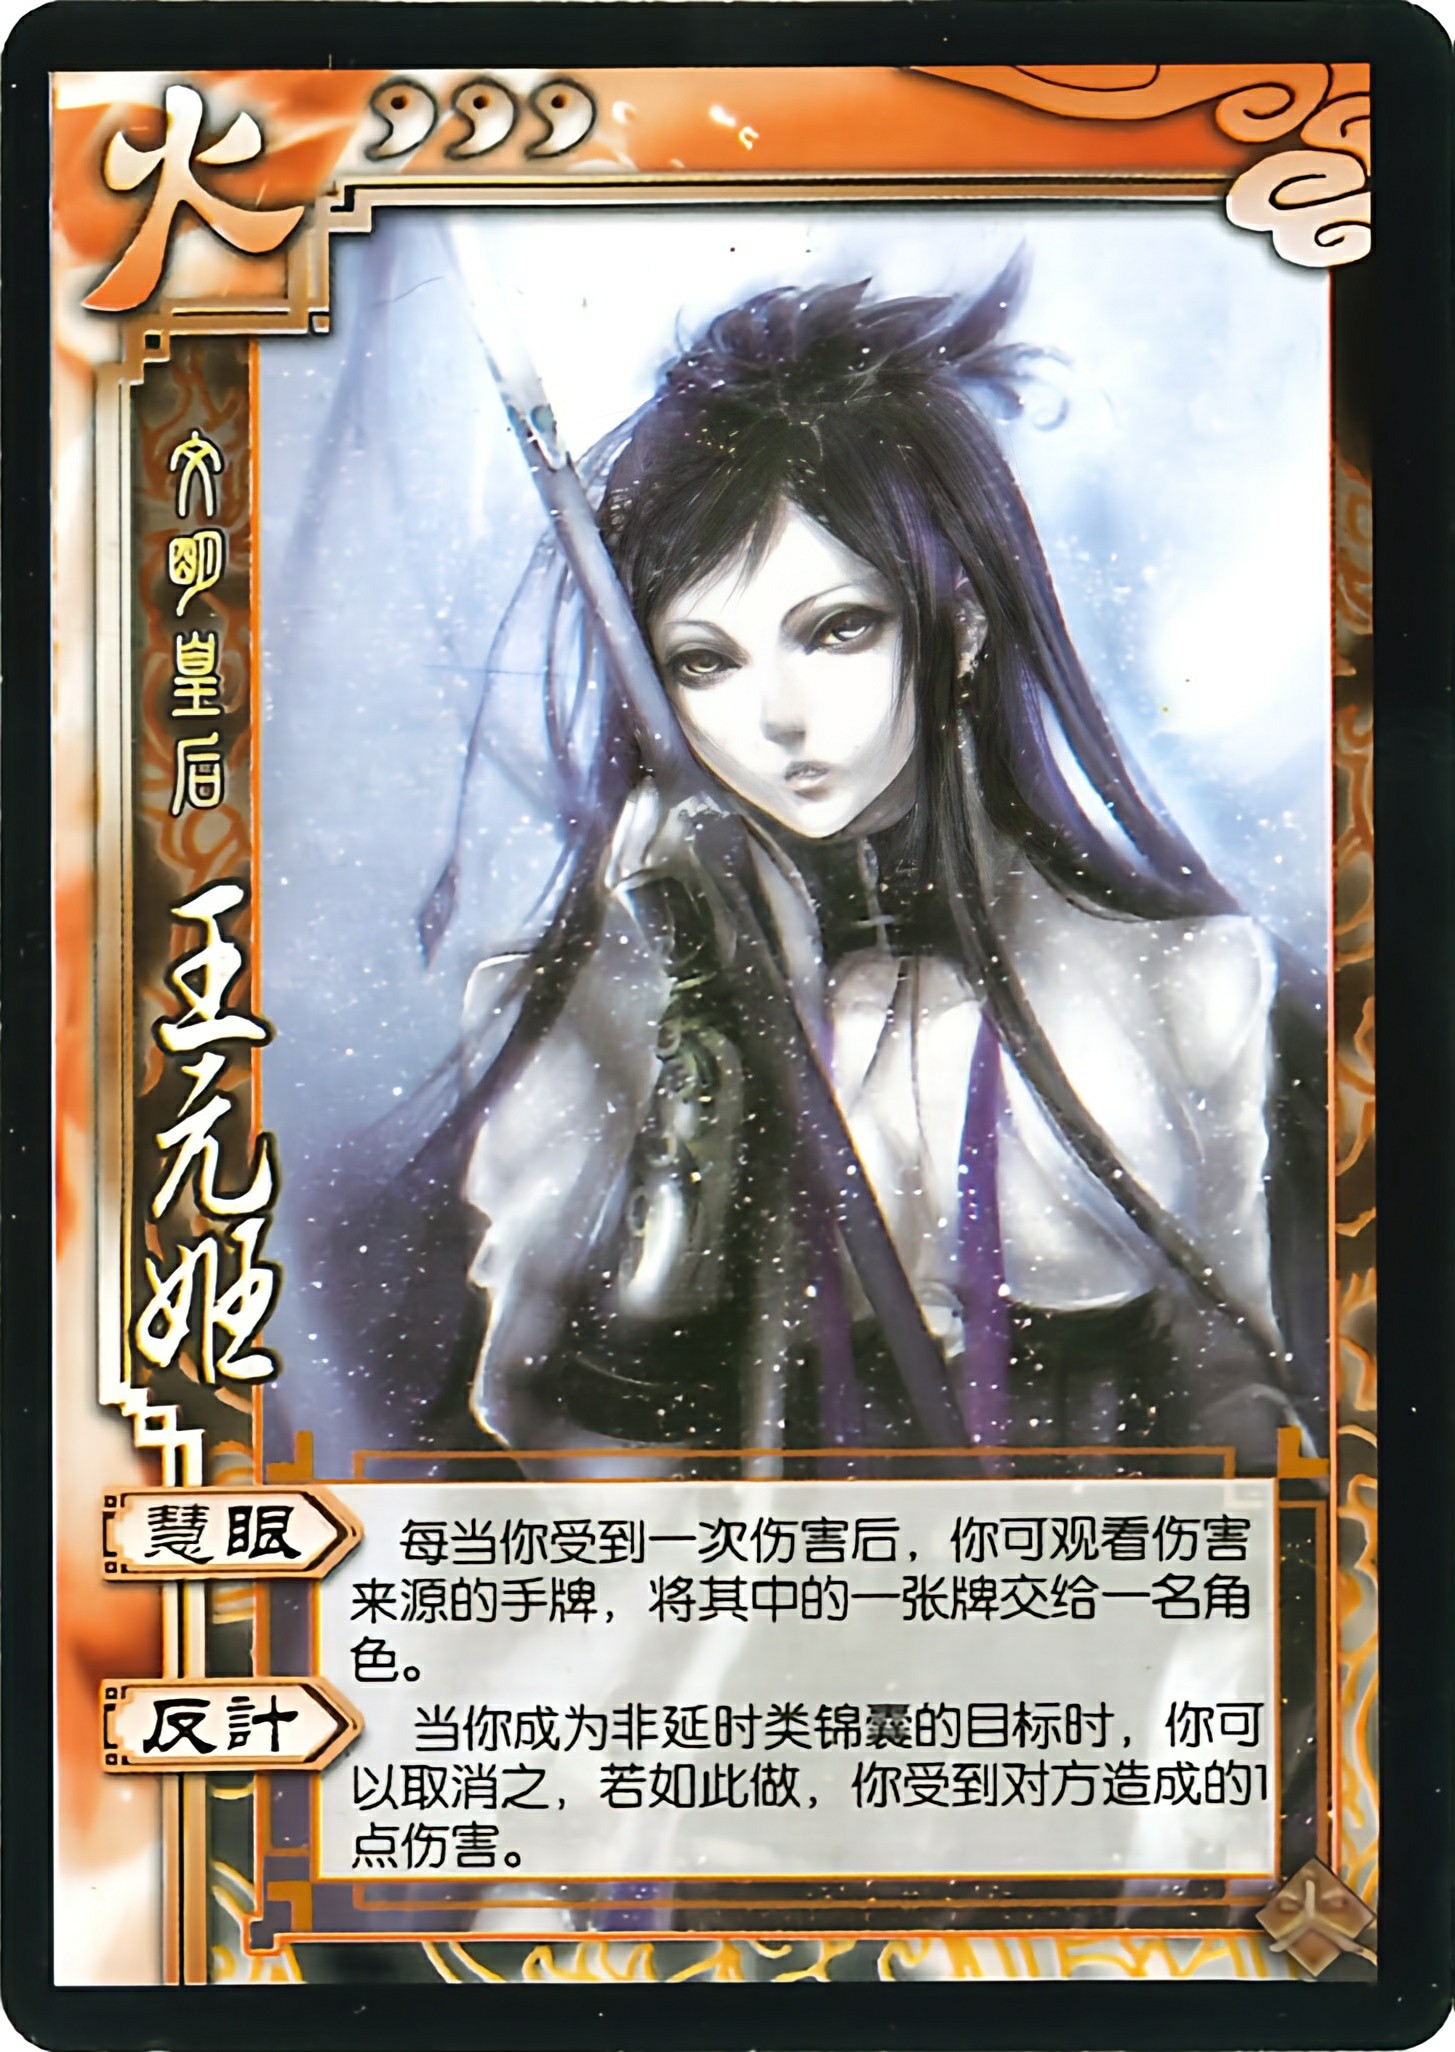 火
文明皇后
王元姬
慧眼
每当你受到一次伤害后，你可观看伤害
来源的手牌，将其中的一张牌交给一名角
色。
反計
当你成为非延时类锦囊的目标时，你可
以取消之，若如此做，你受到对方造成的1
点伤害。
火